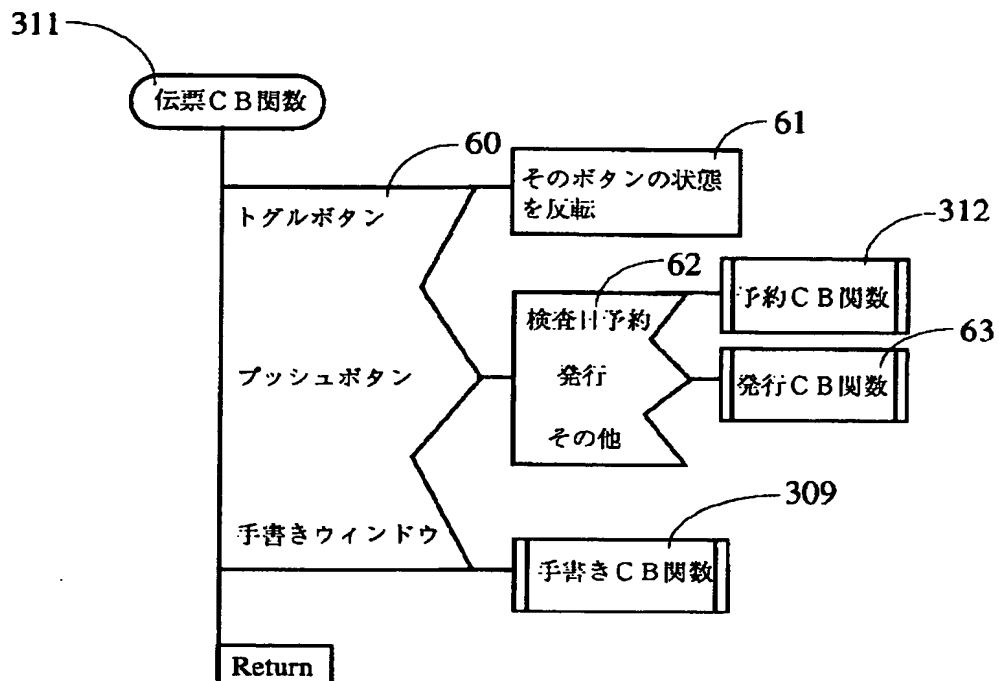 311
伝票CB関数
60
61
そのボタンの状態
を反転
トグルボタン
312
62
予約CB関数
検査日予約
63
プッシュボタン
発行
発行CB関数
その他
309
手書きウィンドウ
手書きCB関数
Return